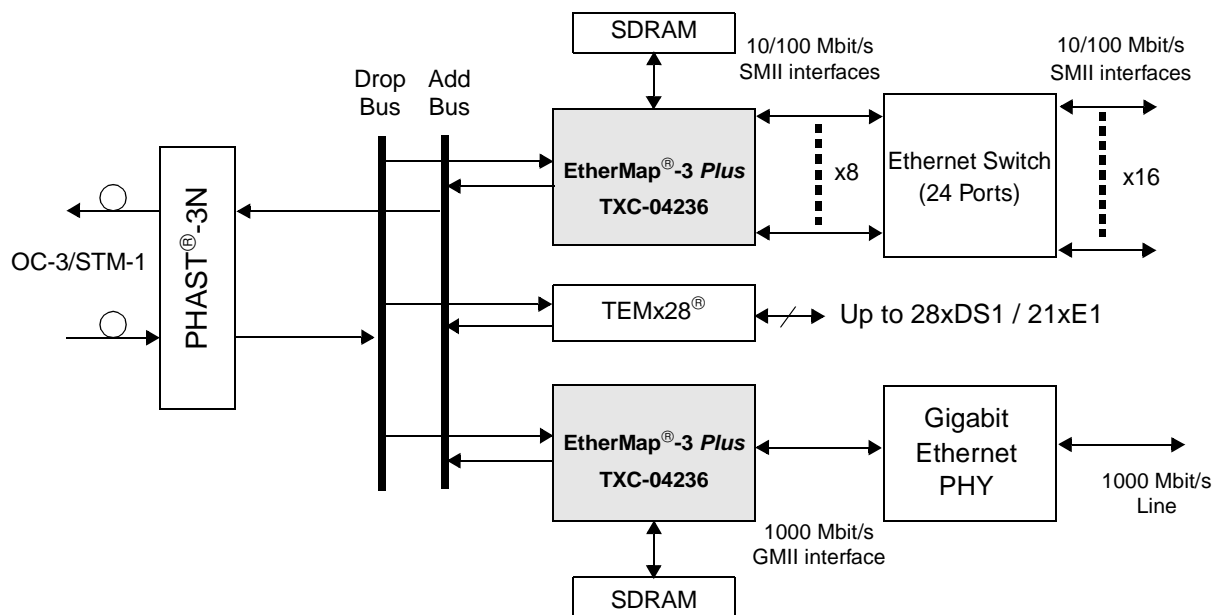 SDRAM
10/100 Mbit/s
SMII interfaces
10/100 Mbit/s
SMII interfaces
Drop
Bus
Add
Bus
EtherMap®-3 Plus
TXC-04236
x8
Ethernet Switch
(24 Ports)
x16
OC-3/STM-1
PHAST®-3N
TEMx28®
Up to 28xDS1 / 21xE1
EtherMap®-3 Plus
TXC-04236
Gigabit
Ethernet
PHY
1000 Mbit/s
Line
1000 Mbit/s
GMII interface
SDRAM